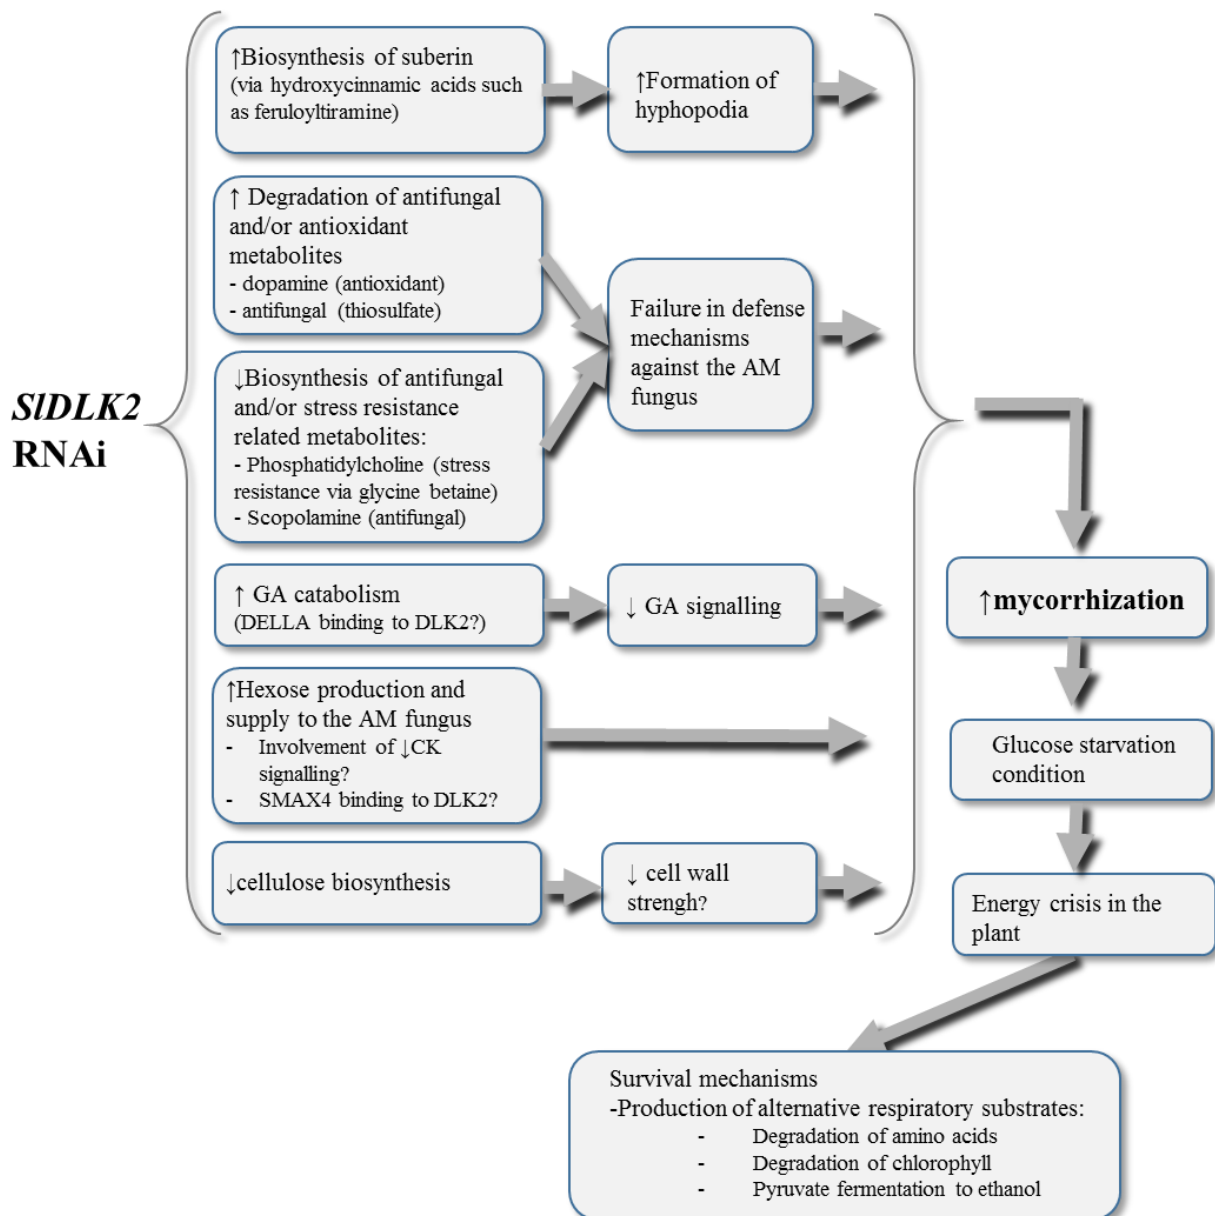 SlDLK2
RNAi
↑Biosynthesis of suberin
(via hydroxycinnamic acids such
as feruloyltiramine)
↑Formation of
hyphopodia
↑ Degradation of antifungal
and/or antioxidant
metabolites
- dopamine (antioxidant)
- antifungal (thiosulfate)
↓Biosynthesis of antifungal
and/or stress resistance
related metabolites:
- Phosphatidylcholine (stress
resistance via glycine betaine)
- Scopolamine (antifungal)
Failure in defense
mechanisms
against the AM
fungus
↑ GA catabolism
(DELLA binding to DLK2?)
↓ GA signalling
↑Hexose production and
supply to the AM fungus
- Involvement of ↓CK
signalling?
- SMAX4 binding to DLK2?
↓cellulose biosynthesis
↓ cell wall
strengh?
↑mycorrhization
Glucose starvation
condition
Energy crisis in the
plant
Survival mechanisms
-Production of alternative respiratory substrates:
- Degradation of amino acids
- Degradation of chlorophyll
- Pyruvate fermentation to ethanol